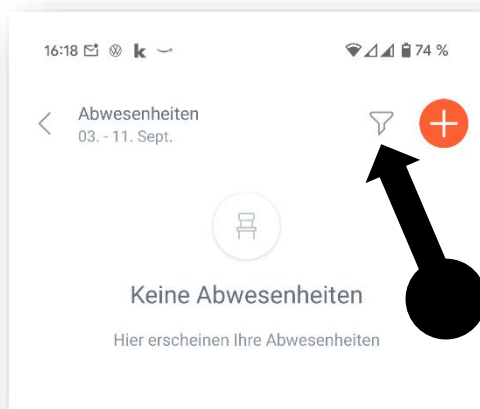 16:18 k 74 %
Abwesenheiten
03. - 11. Sept.
Keine Abwesenheiten
Hier erscheinen Ihre Abwesenheiten